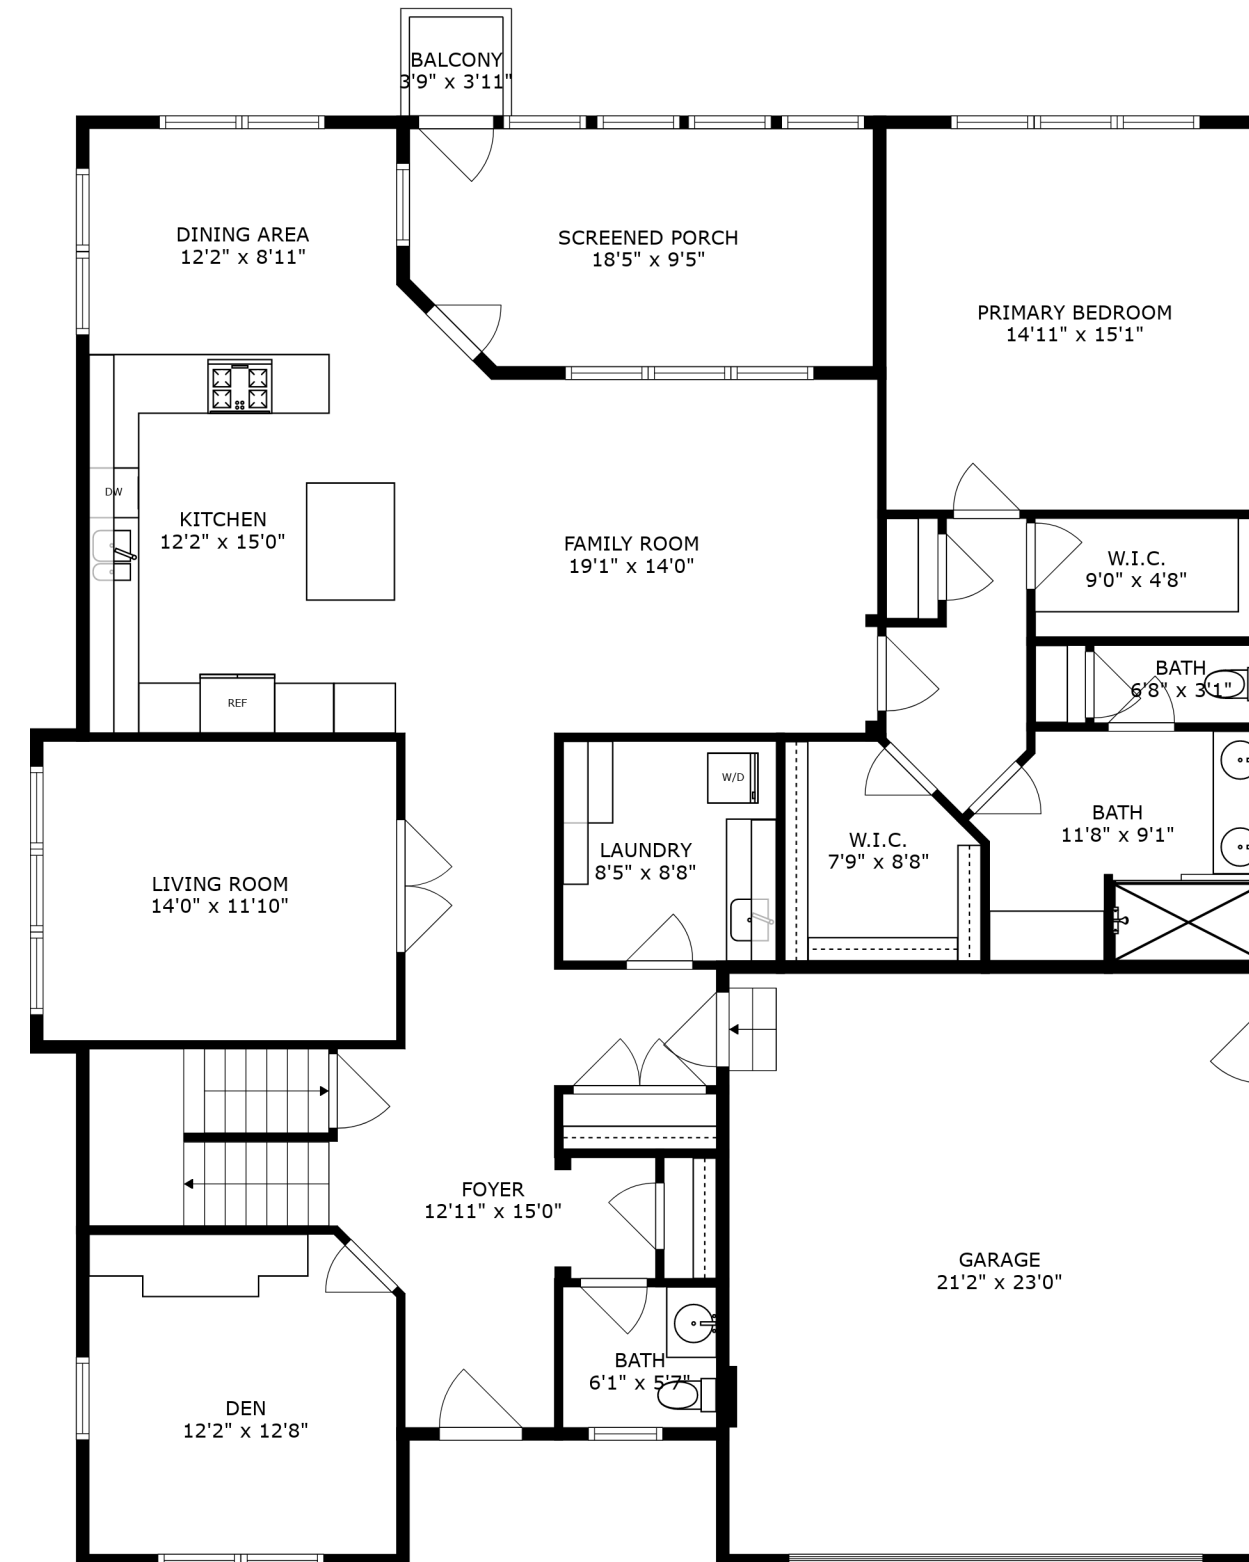 BALCONY
3'9" x 3'11"
DINING AREA
12'2" x 8'11"
SCREENED PORCH
18'5" x 9'5"
PRIMARY BEDROOM
14'11" x 15'1"
DW
KITCHEN
12'2" x 15'0"
FAMILY ROOM
19'1" x 14'0"
W.I.C.
9'0" x 4'8"
BATH
6'8" x 3'1"
REF
W/D
LAUNDRY
8'5" x 8'8"
W.I.C.
7'9" x 8'8"
BATH
11'8" x 9'1"
LIVING ROOM
14'0" x 11'10"
FOYER
12'11" x 15'0"
GARAGE
21'2" x 23'0"
BATH
6'1" x 5'7"
DEN
12'2" x 12'8"